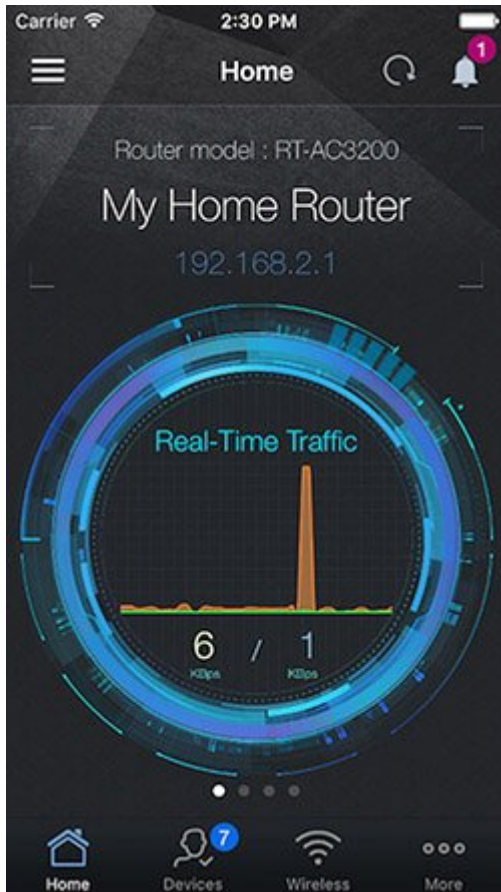 Carrier 2:30 PM
1
Home
Router model : RT-AC3200
My Home Router
192.168.2.1
Real-Time Traffic
6 / 1
KBps KBps
7
Home Devices Wireless More